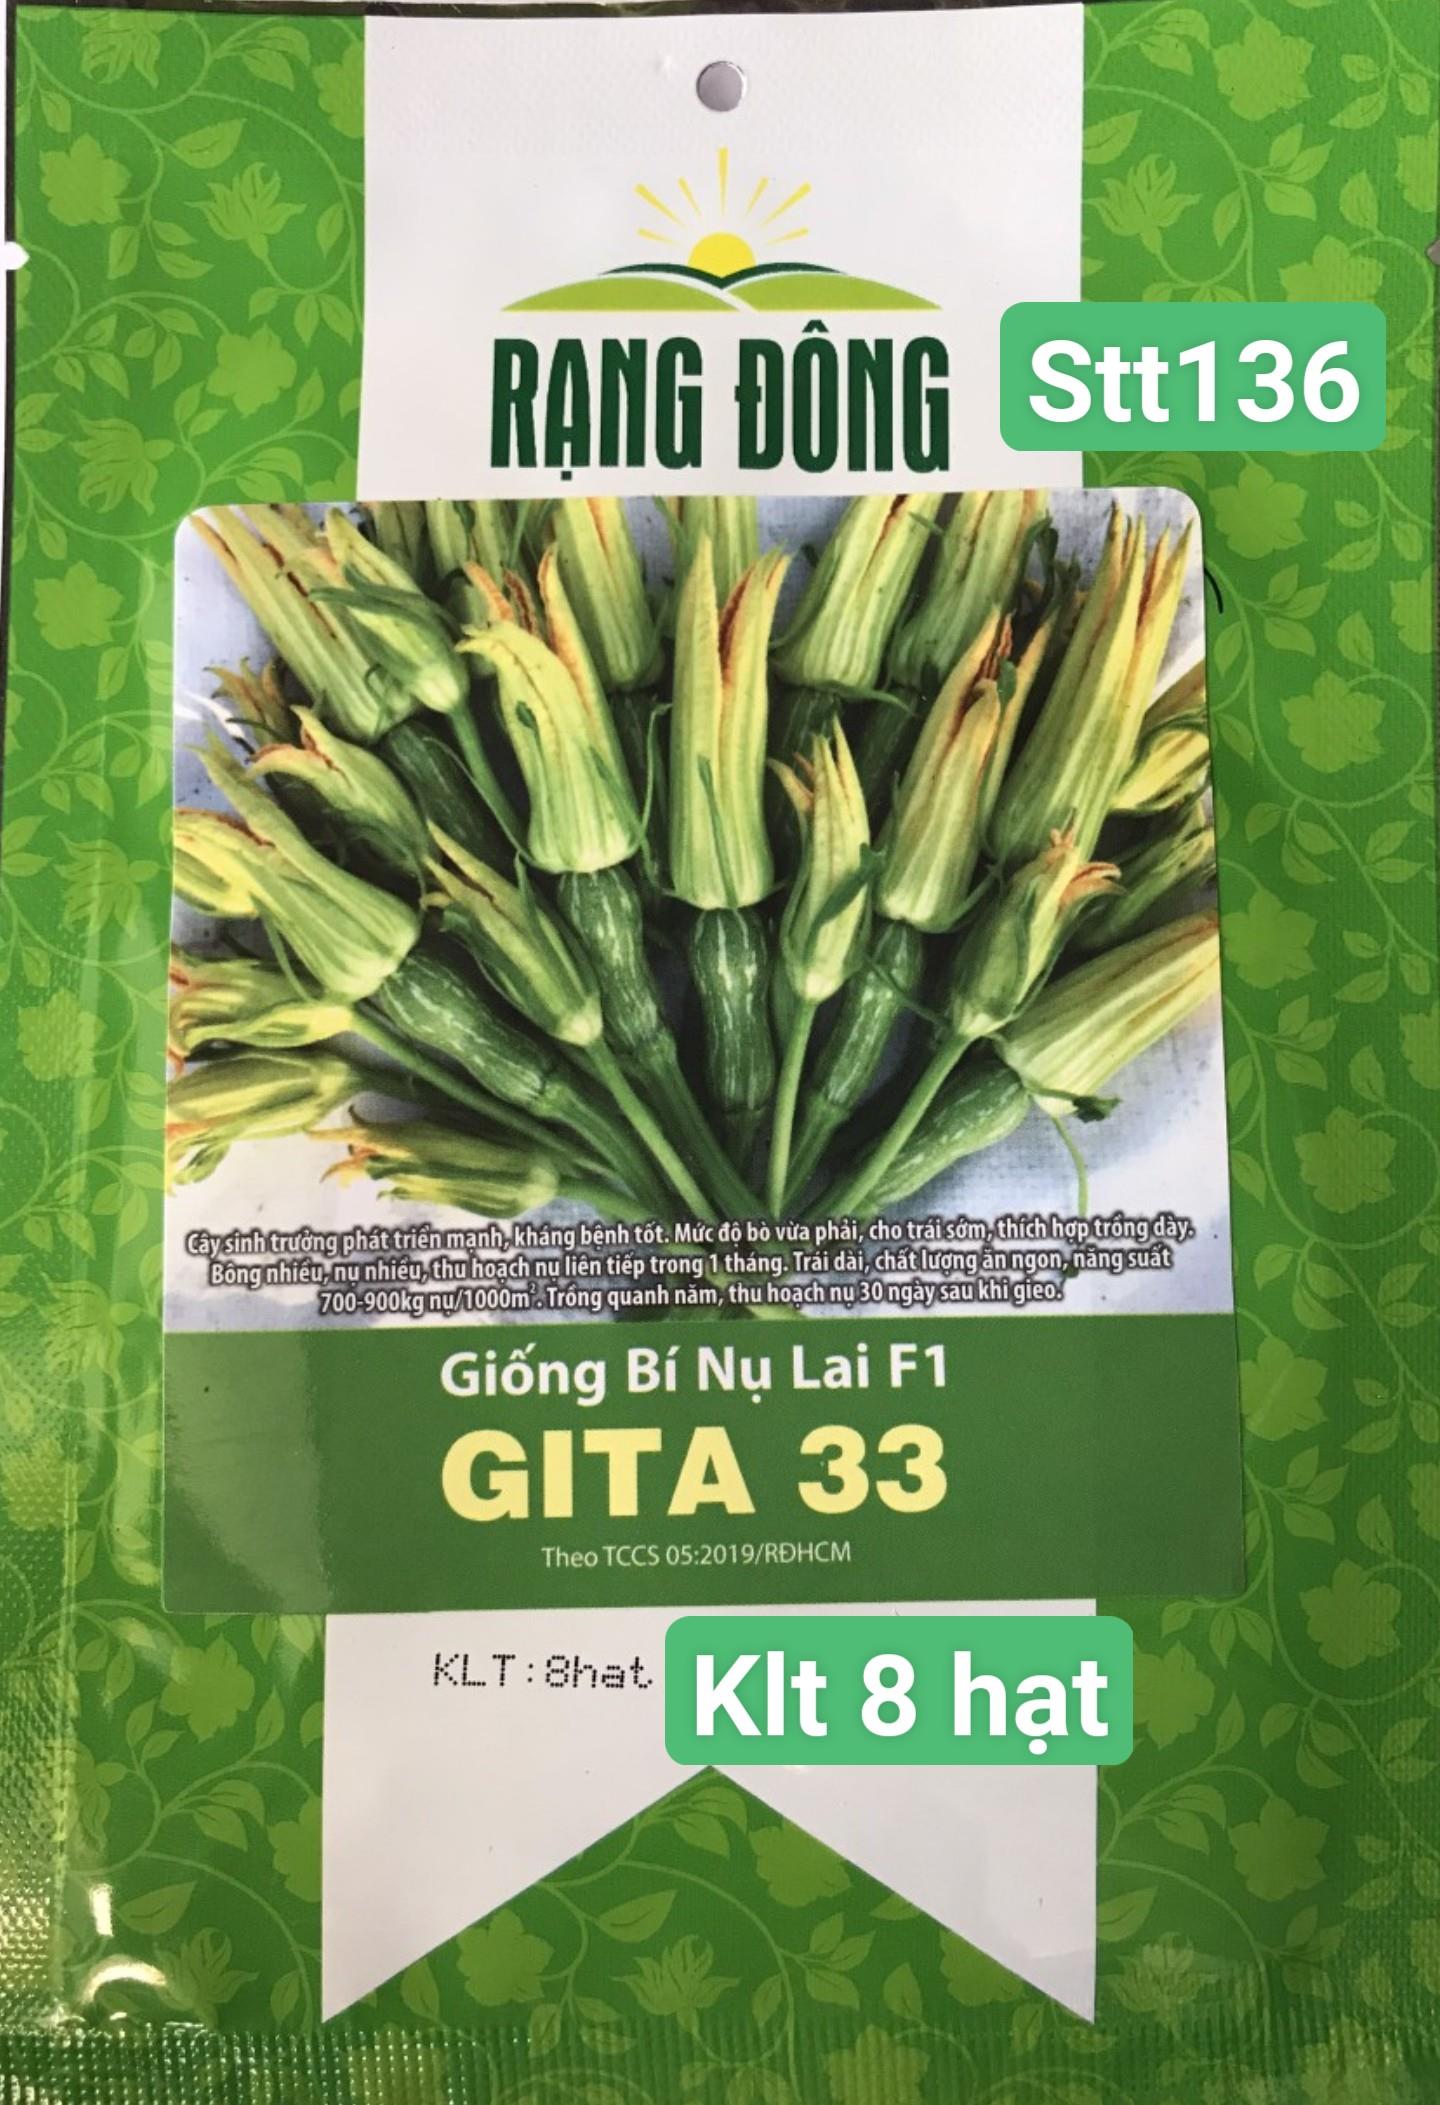 RẠNG ĐÔNG
Stt136
Cây sinh trưởng phát triển mạnh, kháng bệnh tốt. Mức độ bò vừa phải, cho trái sớm, thích hợp trồng dày.
Bông nhiều, nụ nhiều, thu hoạch nụ liên tiếp trong 1 tháng. Trái dài, chất lượng ăn ngon, năng suất
700-900kg nụ/1000m². Trồng quanh năm, thu hoạch nụ 30 ngày sau khi gieo.
Giống Bí Nụ Lai F1
GITA 33
Theo TCCS 05:2019/RĐHCM
KLT:8hat
Klt 8 hạt